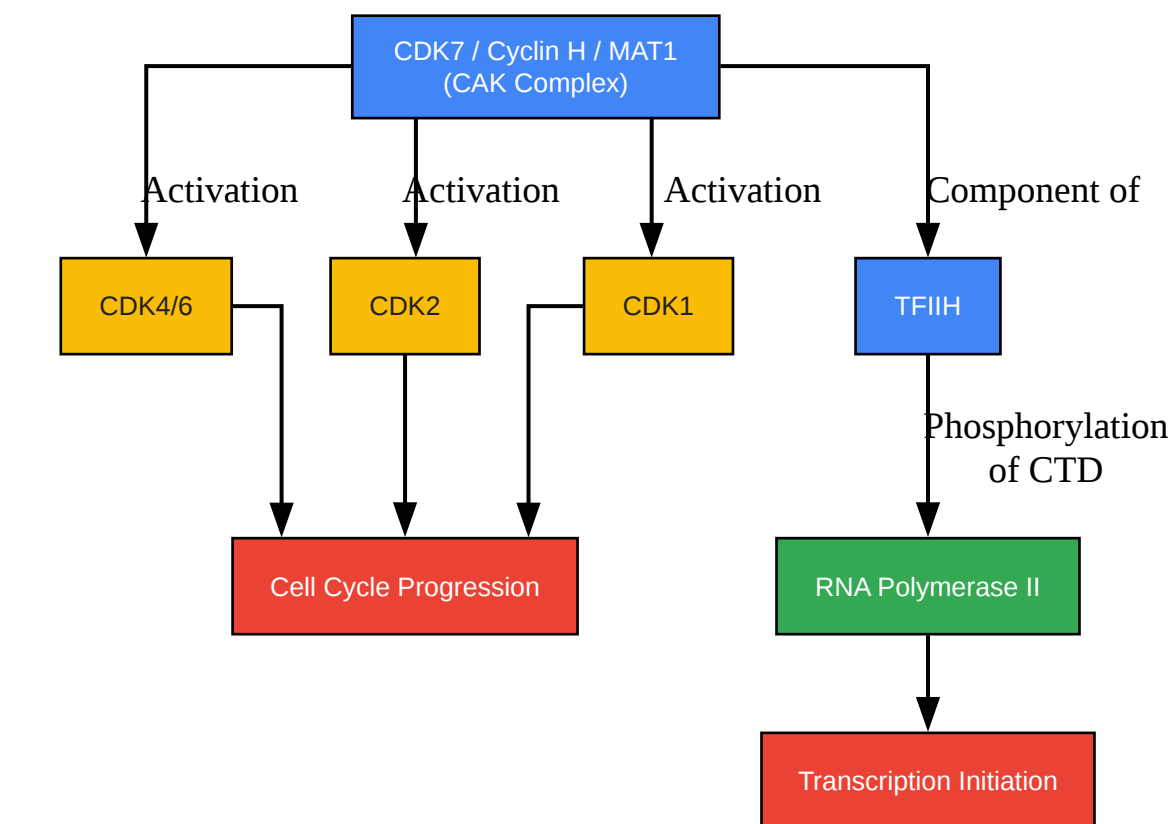 CDK7 / Cyclin H / MAT1
(CAK Complex)
Activation
Activation
Activation
Component of
CDK4/6
CDK2
CDK1
TFIIH
Phosphorylation
of CTD
Cell Cycle Progression
RNA Polymerase II
Transcription Initiation